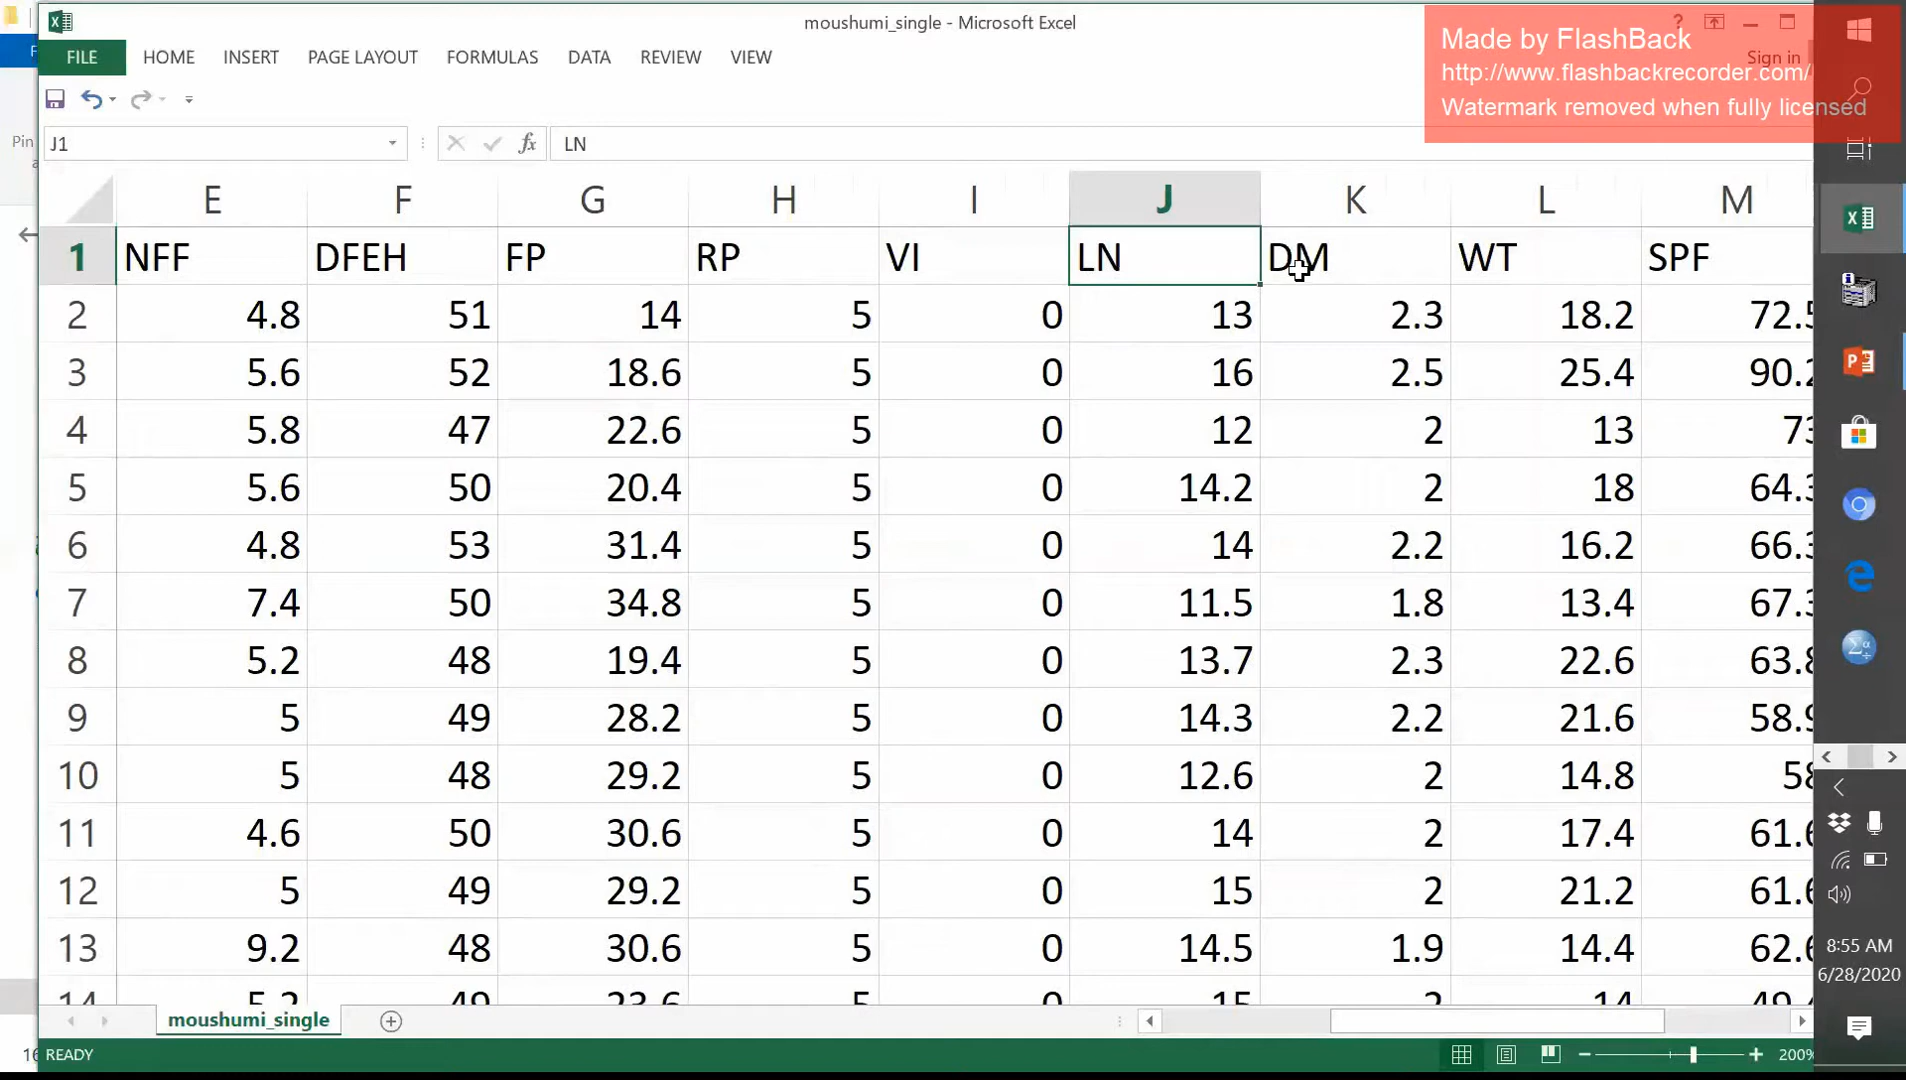 moushumi_single - Microsoft Excel
Made by FlashBack
http://www.flashbackrecorder.com/
Watermark removed when fully licensed
Sign in
FILE HOME INSERT PAGE LAYOUT FORMULAS DATA REVIEW VIEW
Pin
J1 fx LN
E F G H I J K L M
1 NFF DFEH FP RP VI LN DM WT SPF
2 4.8 51 14 5 0 13 2.3 18.2 72.5
3 5.6 52 18.6 5 0 16 2.5 25.4 90.2
4 5.8 47 22.6 5 0 12 2 13 73
5 5.6 50 20.4 5 0 14.2 2 18 64.3
6 4.8 53 31.4 5 0 14 2.2 16.2 66.3
7 7.4 50 34.8 5 0 11.5 1.8 13.4 67.3
8 5.2 48 19.4 5 0 13.7 2.3 22.6 63.8
9 5 49 28.2 5 0 14.3 2.2 21.6 58.9
10 5 48 29.2 5 0 12.6 2 14.8 58
11 4.6 50 30.6 5 0 14 2 17.4 61.6
12 5 49 29.2 5 0 15 2 21.2 61.6
13 9.2 48 30.6 5 0 14.5 1.9 14.4 62.6
14 5.2 49 23.6 5 0 15 2 14 49.4
moushumi_single
16 READY
200%
8:55 AM
6/28/2020